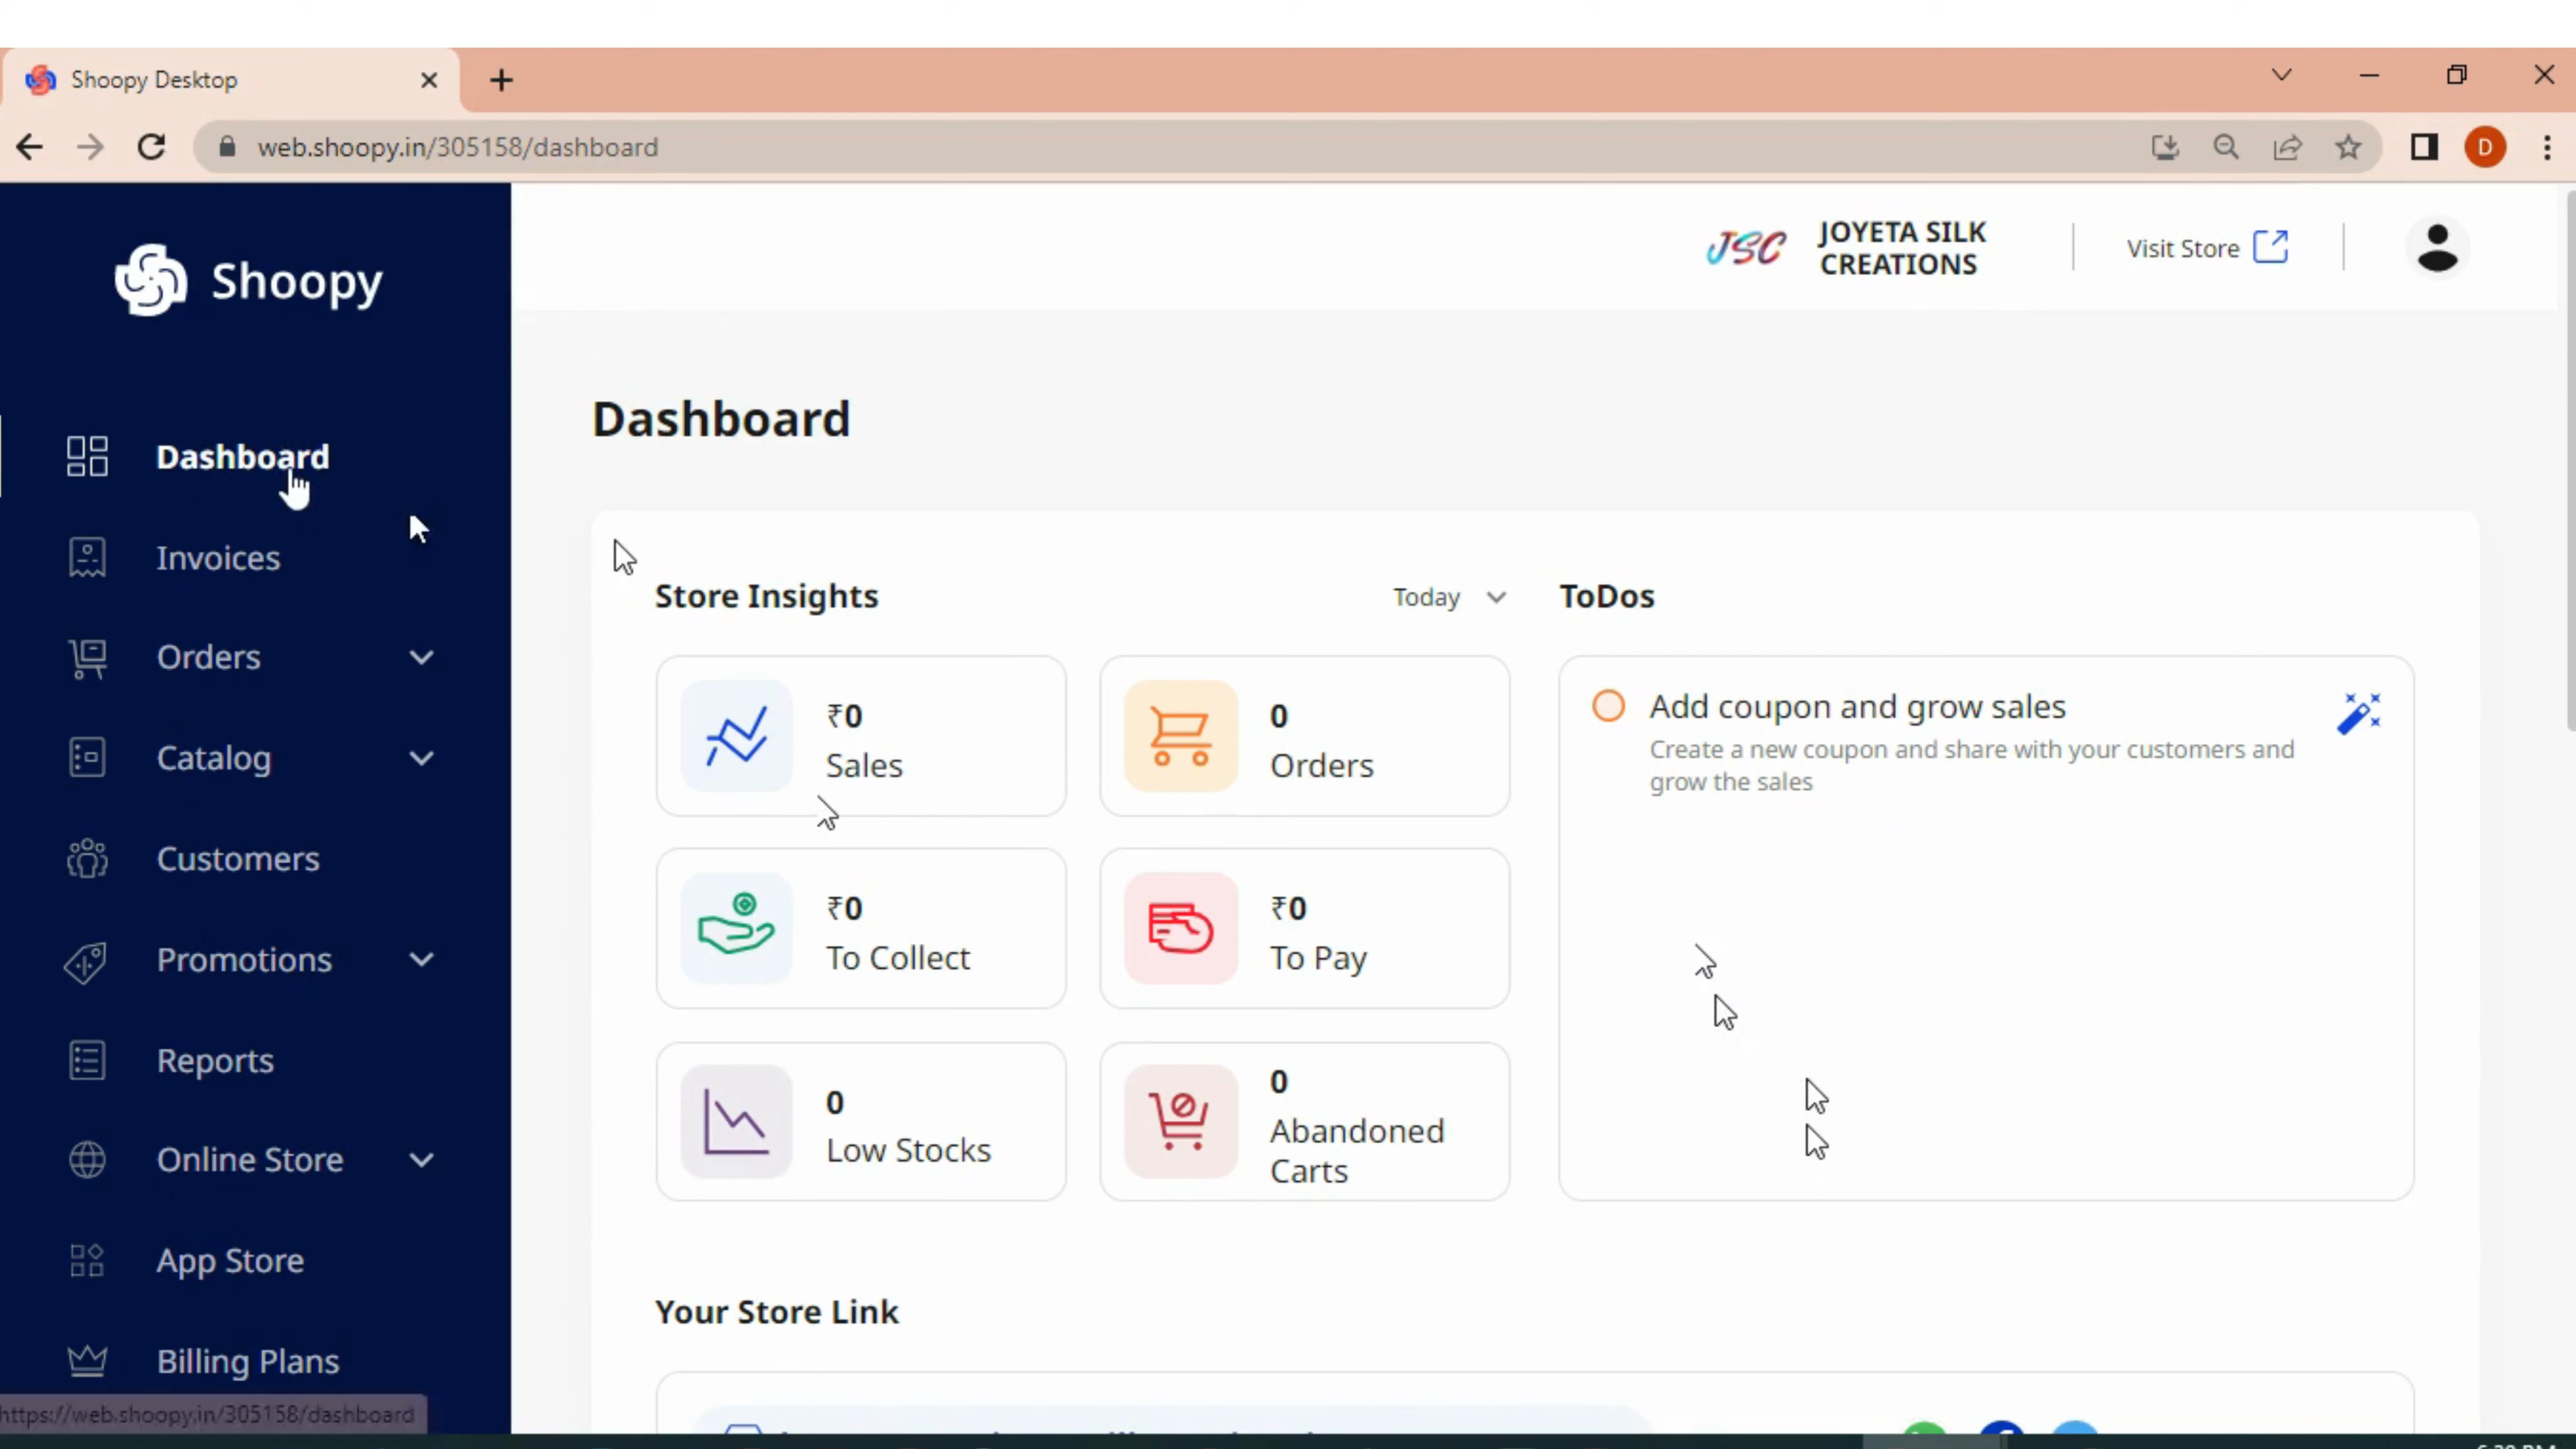 Shoopy Desktop
web.shoopy.in/305158/dashboard
Shoopy
JSC
JOYETA SILK
CREATIONS
Visit Store
D
Dashboard
Invoices
Orders
Catalog
Customers
Promotions
Reports
Online Store
App Store
Billing Plans
https://web.shoopy.in/305158/dashboard
Dashboard
Store Insights
Today
₹0
Sales
0
Orders
₹0
To Collect
₹0
To Pay
0
Low Stocks
0
Abandoned
Carts
ToDos
Add coupon and grow sales
Create a new coupon and share with your customers and
grow the sales
Your Store Link